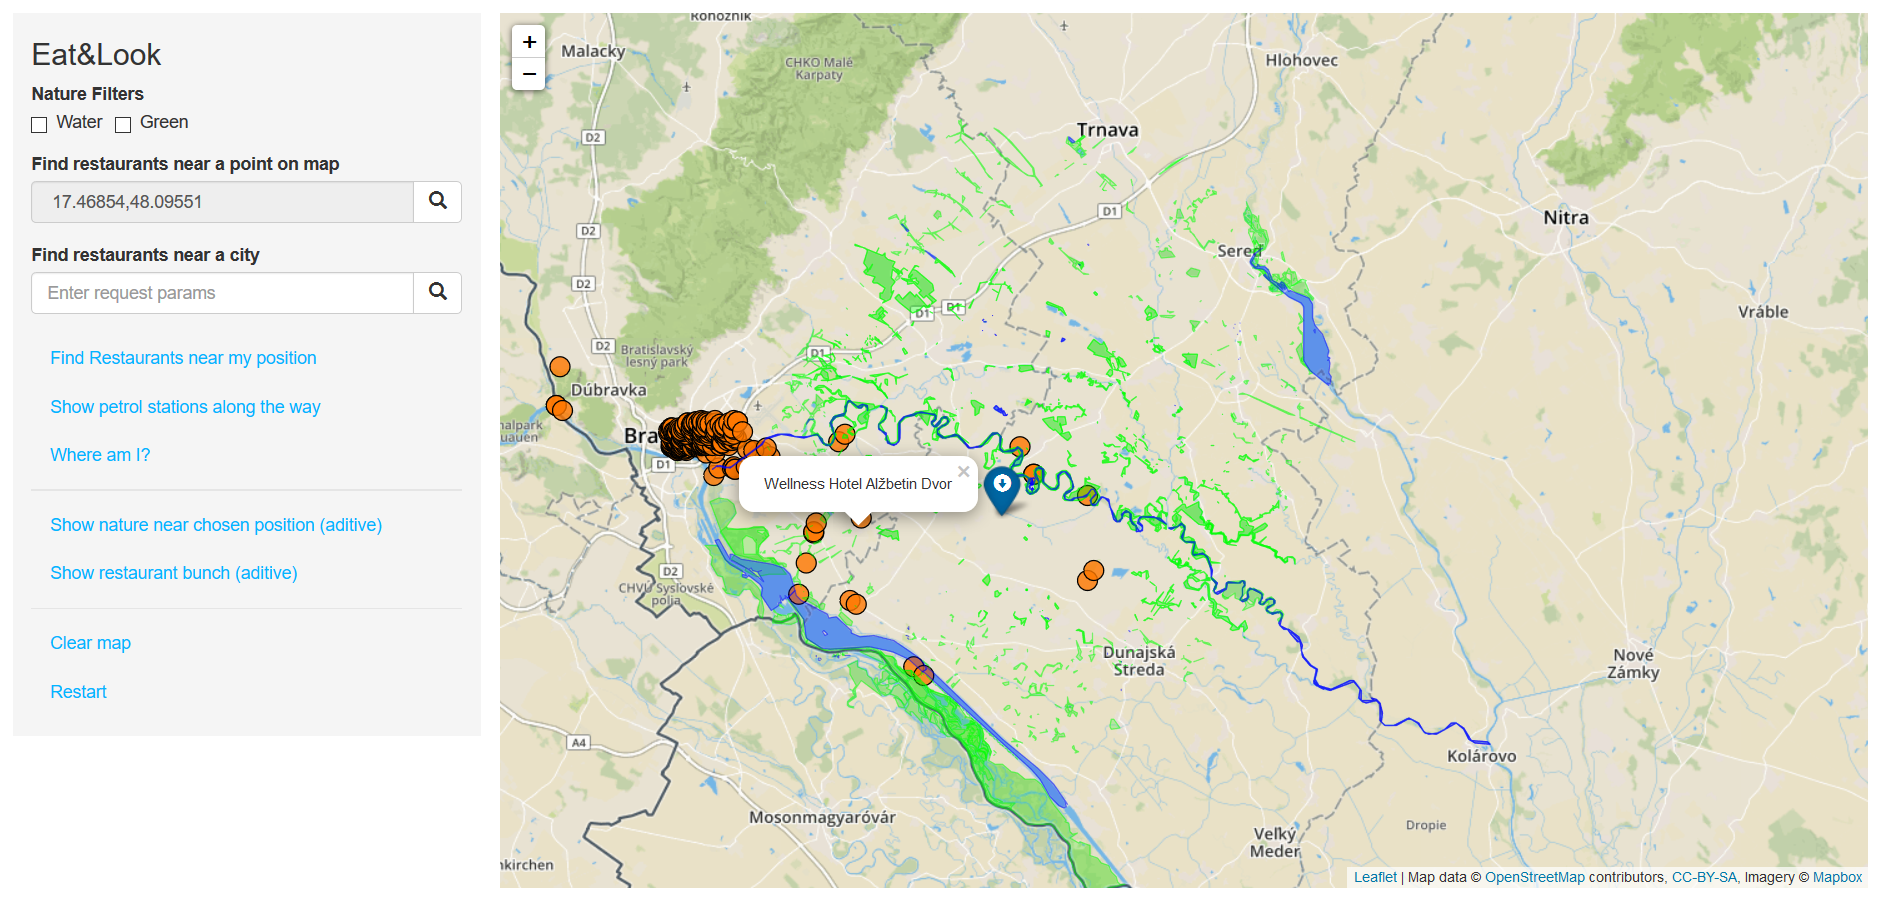 Eat&Look
Nature Filters
Water Green
Find restaurants near a point on map
17.46854,48.09551
Find restaurants near a city
Enter request params
Find Restaurants near my position
Show petrol stations along the way
Where am I?
Show nature near chosen position (aditive)
Show restaurant bunch (aditive)
Clear map
Restart
+
−
Malacky
CHKO Malé
Karpaty
Hlohovec
D2
Trnava
D1
Nitra
D2
Sereď
D2
D1
D1
Vráble
D2
Bratislavský
lesný park
D1
Dúbravka
Bra
D1
Wellness Hotel Alžbetin Dvor
×
D2
CHVÚ Sysľovské
polia
Dunajská
Streda
Nové
Zámky
A4
Kolárovo
Mosonmagyaróvár
Dropie
Veľký
Meder
nkirchen
Leaflet | Map data © OpenStreetMap contributors, CC-BY-SA, Imagery © Mapbox